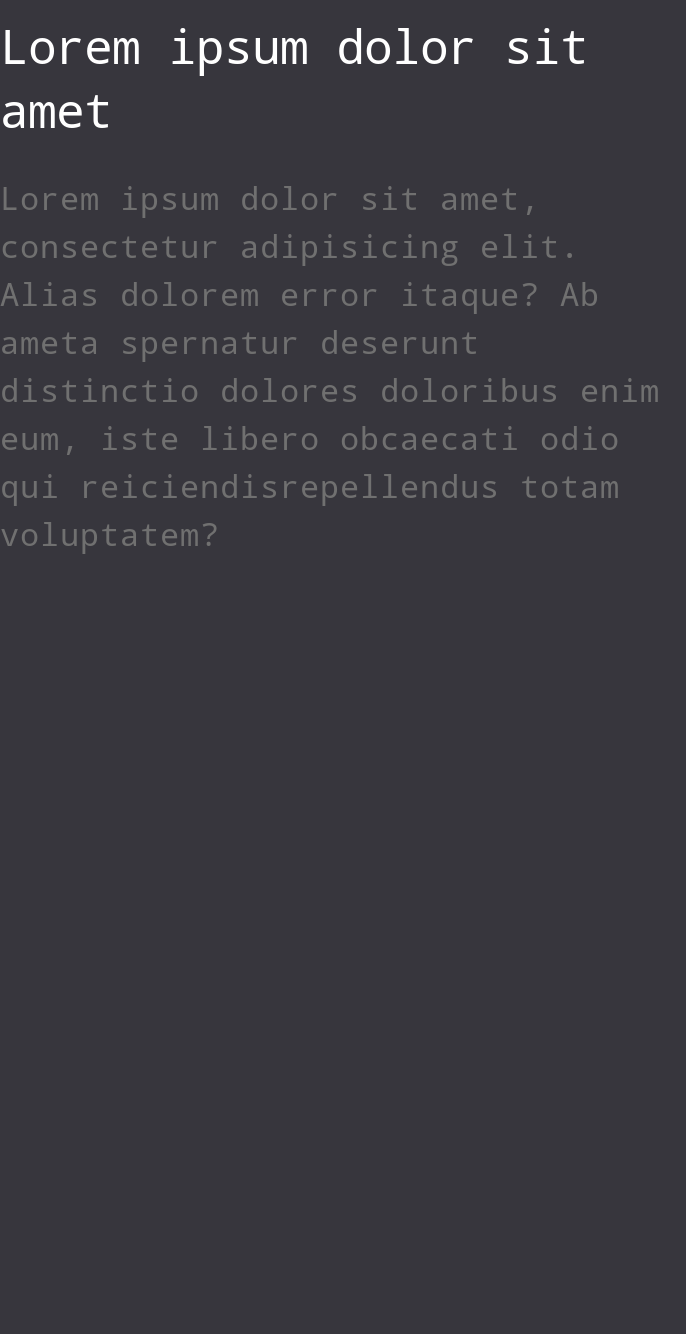 Lorem ipsum dolor sit
amet
Lorem ipsum dolor sit amet,
consectetur adipisicing elit.
Alias dolorem error itaque? Ab
ameta spernatur deserunt
distinctio dolores doloribus enim
eum, iste libero obcaecati odio
qui reiciendisrepellendus totam
voluptatem?